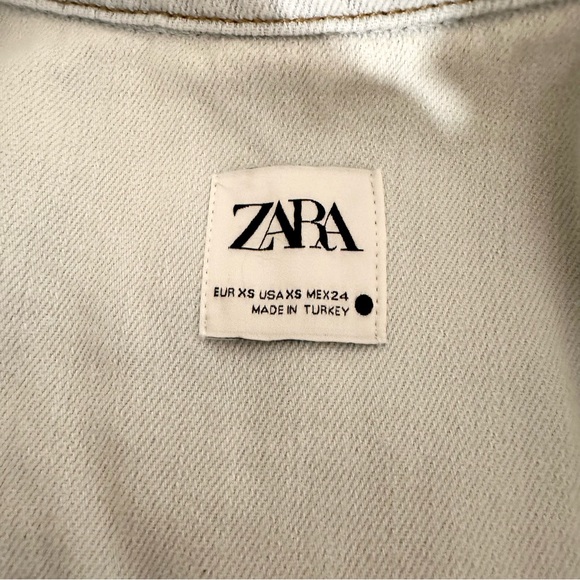 ZARA
EUR XS USA XS MEX 24
MADE IN TURKEY